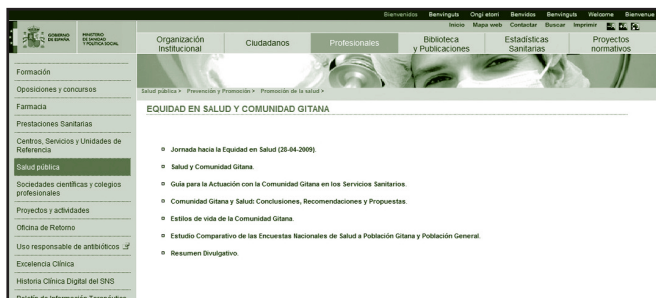 Bienvenidos Benvinguts Ongi etorri Benvidos Benvinguts Welcome Bienvenue
Inicio Mapa web Contactar Buscar Imprimir
GOBIERNO DE ESPAÑA
MINISTERIO DE SANIDAD Y POLÍTICA SOCIAL
Organización Institucional
Ciudadanos
Profesionales
Biblioteca y Publicaciones
Estadísticas Sanitarias
Proyectos normativos
Salud pública > Prevención y Promoción > Promoción de la salud >
Formación
Oposiciones y concursos
Farmacia
Prestaciones Sanitarias
Centros, Servicios y Unidades de
Referencia
Salud pública
Sociedades científicas y colegios
profesionales
Proyectos y actividades
Oficina de Retorno
Uso responsable de antibióticos
Excelencia Clínica
Historia Clínica Digital del SNS
Boletín de Información Terapéutica
EQUIDAD EN SALUD Y COMUNIDAD GITANA
Jornada hacia la Equidad en Salud (28-04-2009).
Salud y Comunidad Gitana.
Guía para la Actuación con la Comunidad Gitana en los Servicios Sanitarios.
Comunidad Gitana y Salud: Conclusiones, Recomendaciones y Propuestas.
Estilos de vida de la Comunidad Gitana.
Estudio Comparativo de las Encuestas Nacionales de Salud a Población Gitana y Población General.
Resumen Divulgativo.